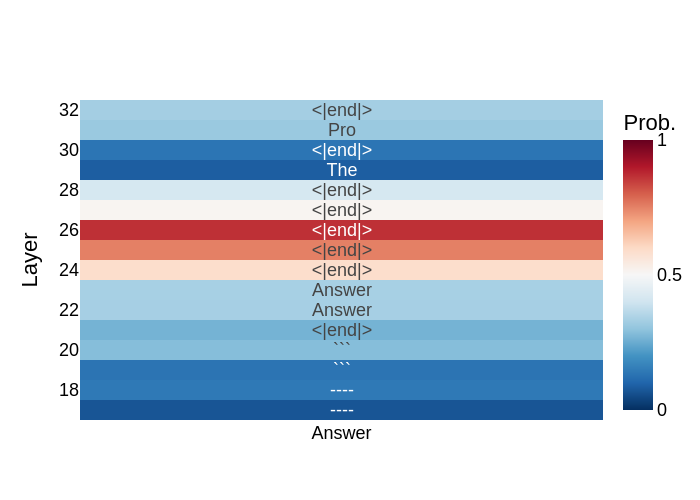 Prob.
32 <|end|>
Pro
1
30 <|end|>
The
28 <|end|>
<|end|>
26 <|end|>
<|end|>
24 <|end|>
0.5
Answer
22 Answer
<|end|>
20 ```
```
18 ----
----
0
Layer
Answer